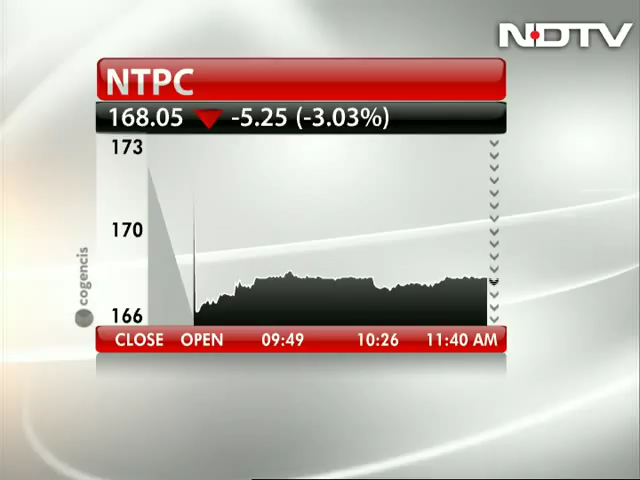 NDTV
NTPC
168.05 -5.25 (-3.03%)
173
170
166
cogencis
CLOSE OPEN 09:49 10:26 11:40 AM